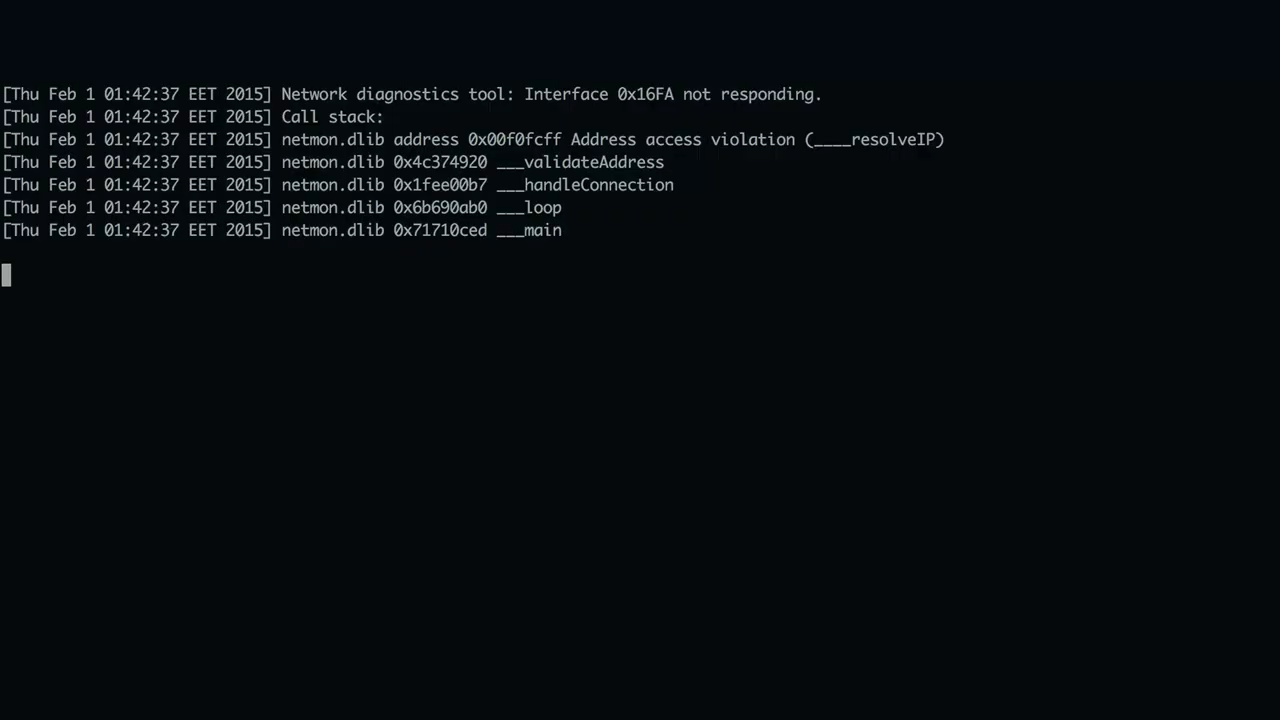 [Thu Feb 1 01:42:37 EET 2015] Network diagnostics tool: Interface 0x16FA not responding.
[Thu Feb 1 01:42:37 EET 2015] Call stack:
[Thu Feb 1 01:42:37 EET 2015] netmon.dlib address 0x00f0fcff Address access violation (____resolveIP)
[Thu Feb 1 01:42:37 EET 2015] netmon.dlib 0x4c374920 ___validateAddress
[Thu Feb 1 01:42:37 EET 2015] netmon.dlib 0x1fee00b7 ___handleConnection
[Thu Feb 1 01:42:37 EET 2015] netmon.dlib 0x6b690ab0 ___loop
[Thu Feb 1 01:42:37 EET 2015] netmon.dlib 0x71710ced ___main